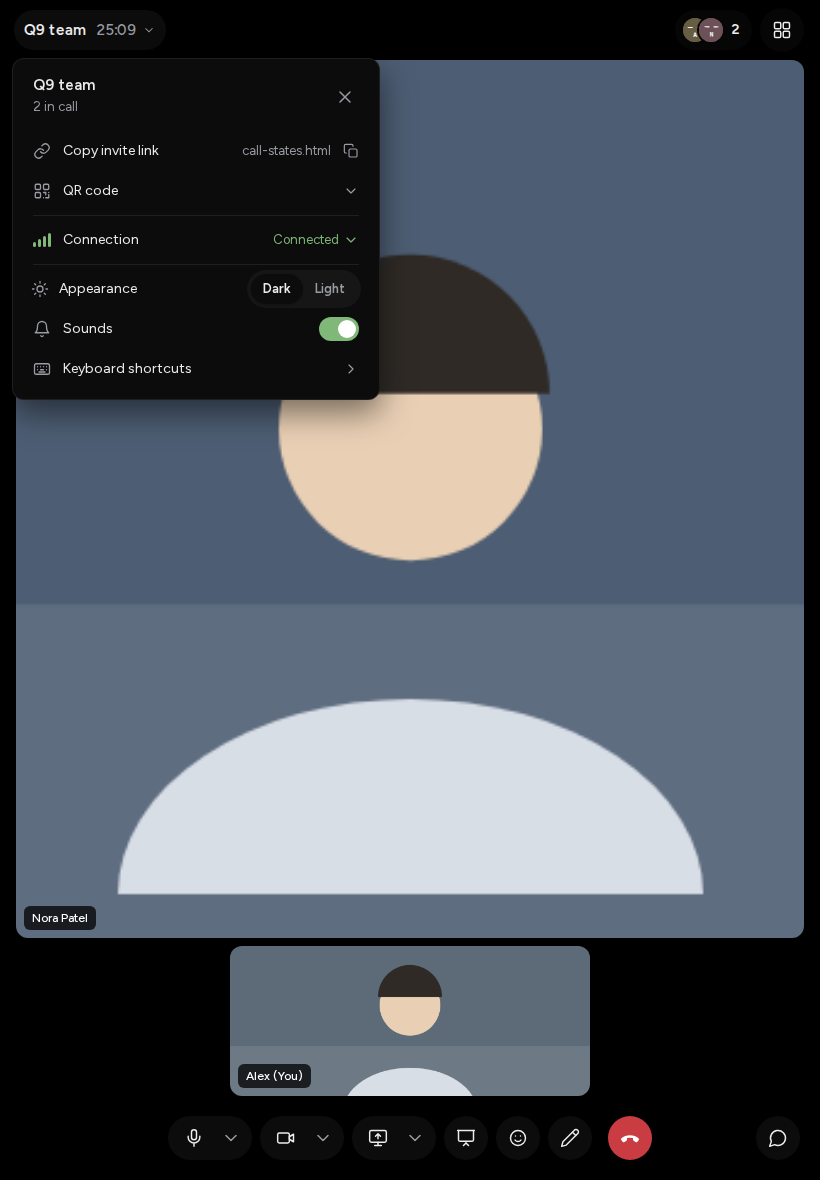 Q9 team 25:09
2
Q9 team
2 in call
Copy invite link call-states.html
QR code
Connection Connected
Appearance Dark Light
Sounds
Keyboard shortcuts
Nora Patel
Alex (You)